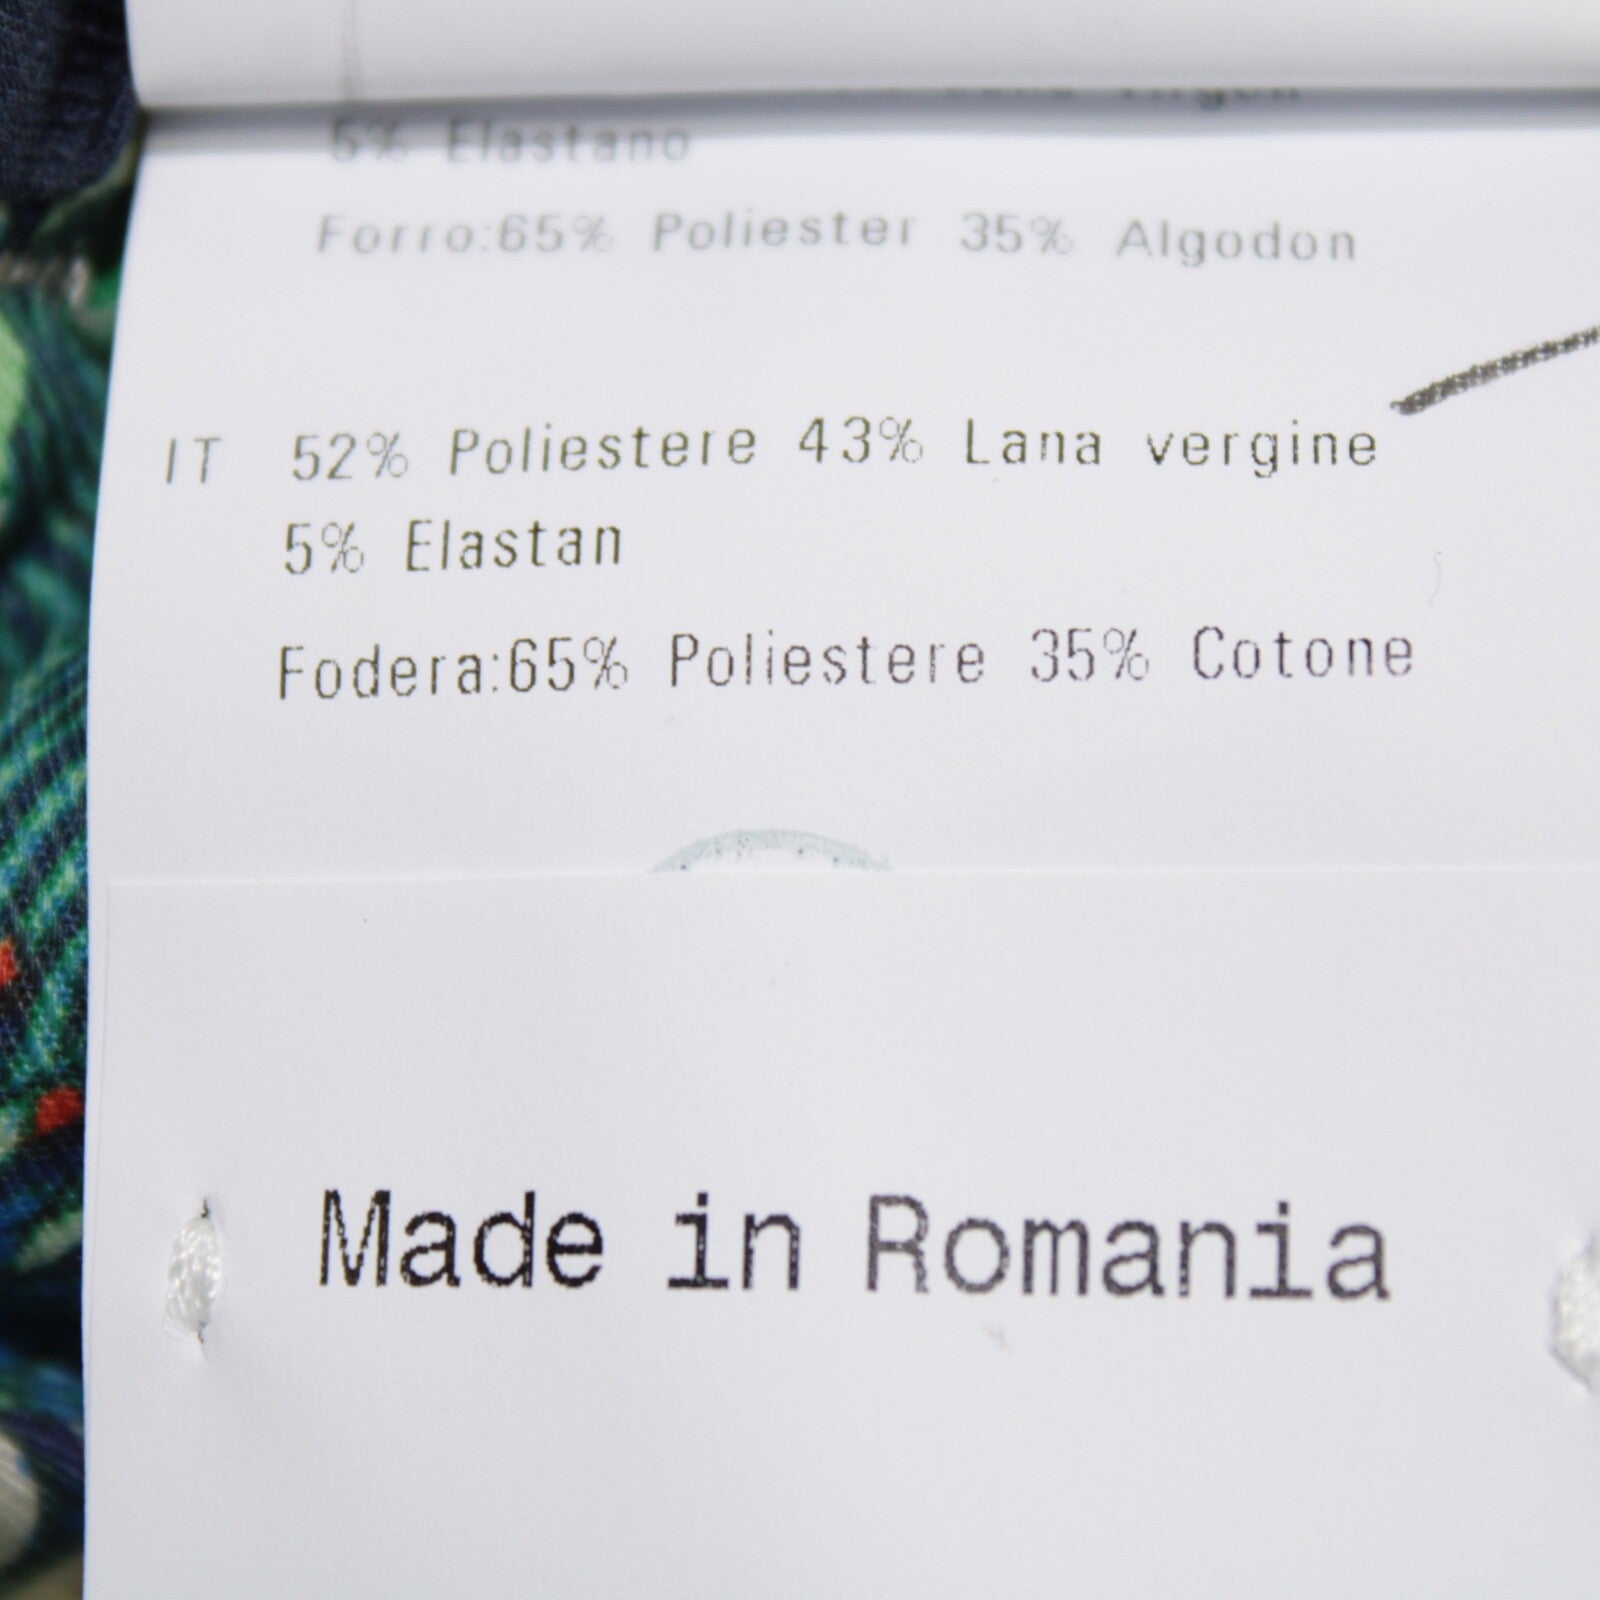 5% Elastano
Forro:65% Poliester 35% Algodon
IT 52% Poliestere 43% Lana vergine
5% Elastan
Fodera:65% Poliestere 35% Cotone
Made in Romania